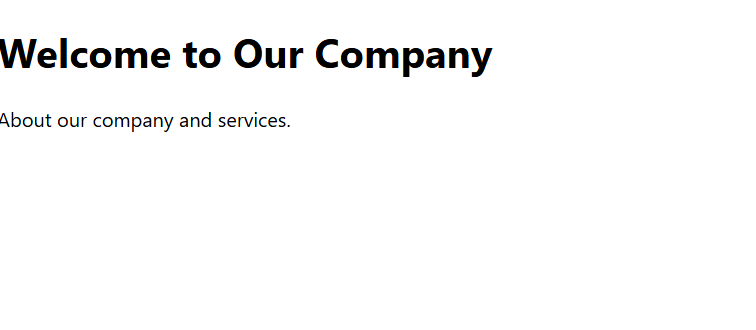 Welcome to Our Company
About our company and services.